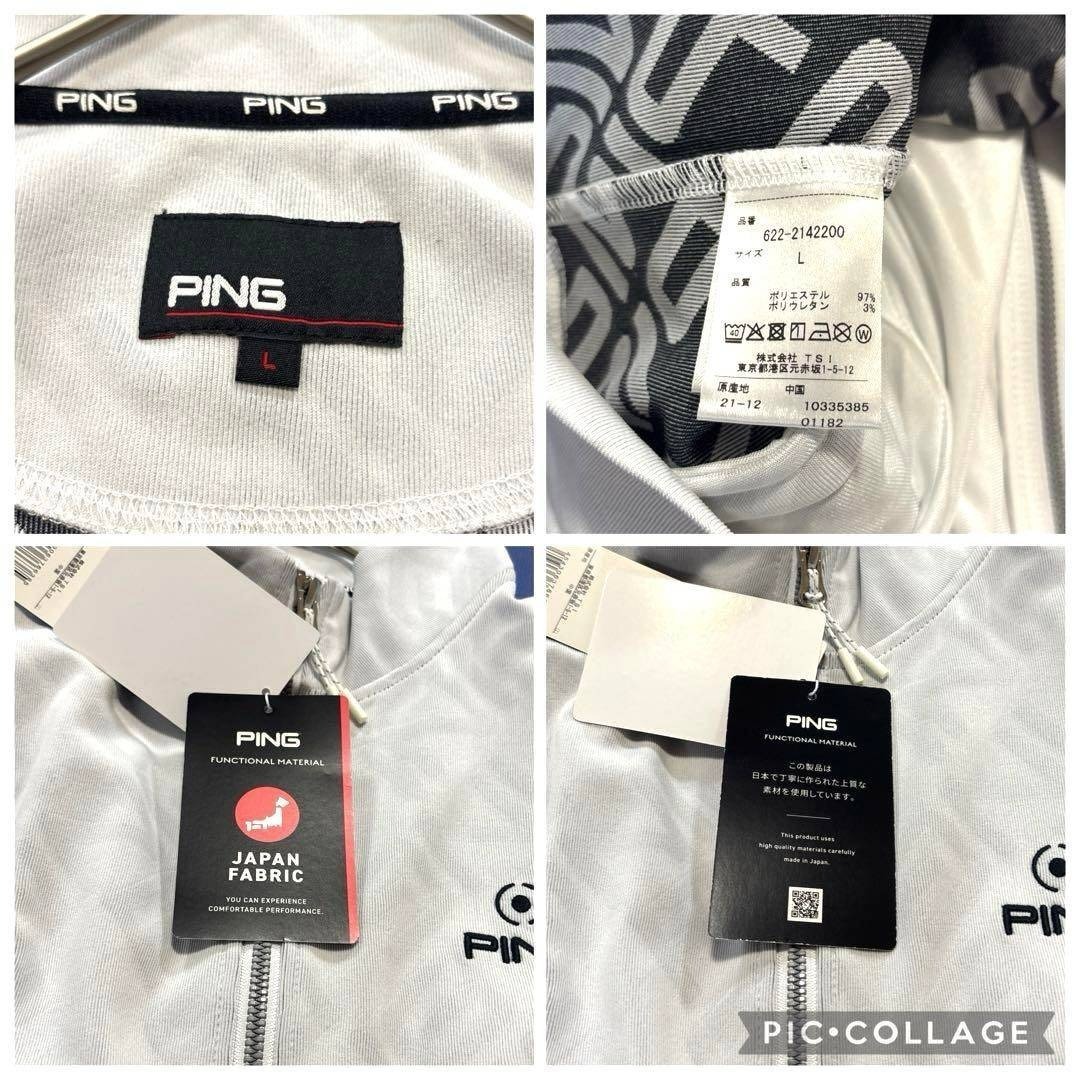 PING PING PING
PING
L
品番
622-2142200
サイズ
L
品質
ポリエステル 97%
ポリウレタン 3%
40
W
株式会社 TSI
東京都港区元赤坂1-5-12
原産地 中国
21-12 10335385
01182
PING
FUNCTIONAL MATERIAL
JAPAN
FABRIC
YOU CAN EXPERIENCE
COMFORTABLE PERFORMANCE.
PIN
PING
FUNCTIONAL MATERIAL
この製品は
日本で丁寧に作られた上質な
素材を使用しています。
This product uses
high quality materials carefully
made in Japan.
PIN
PIC•COLLAGE